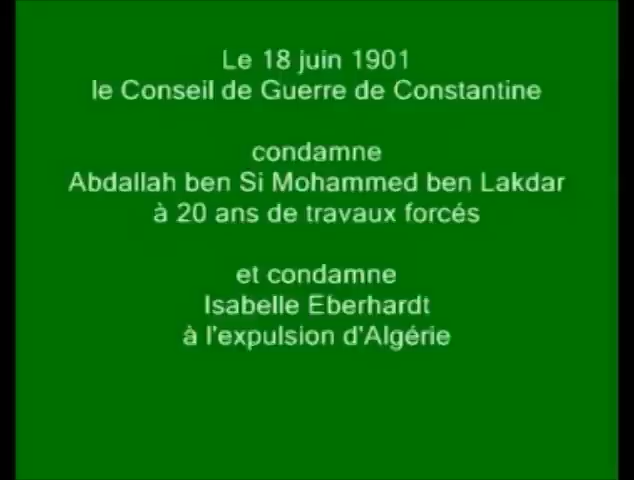 Le 18 juin 1901
le Conseil de Guerre de Constantine
condamne
Abdallah ben Si Mohammed ben Lakdar
à 20 ans de travaux forcés
et condamne
Isabelle Eberhardt
à l'expulsion d'Algérie